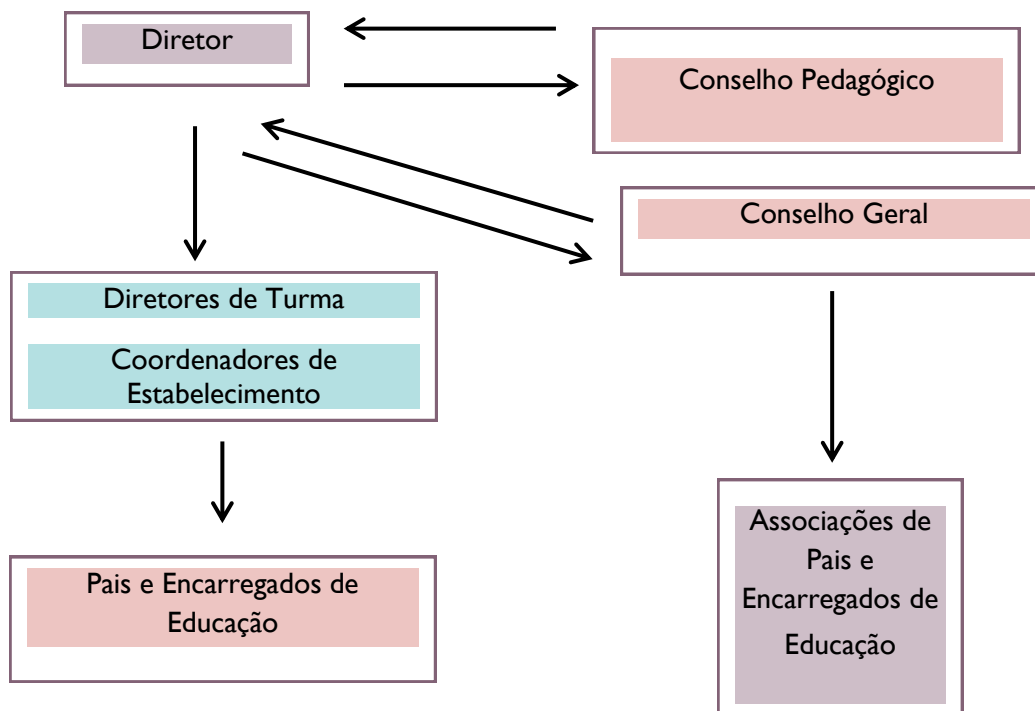 Diretor
Conselho Pedagógico
Conselho Geral
Diretores de Turma
Coordenadores de
Estabelecimento
Pais e Encarregados de
Educação
Associações de
Pais e
Encarregados de
Educação